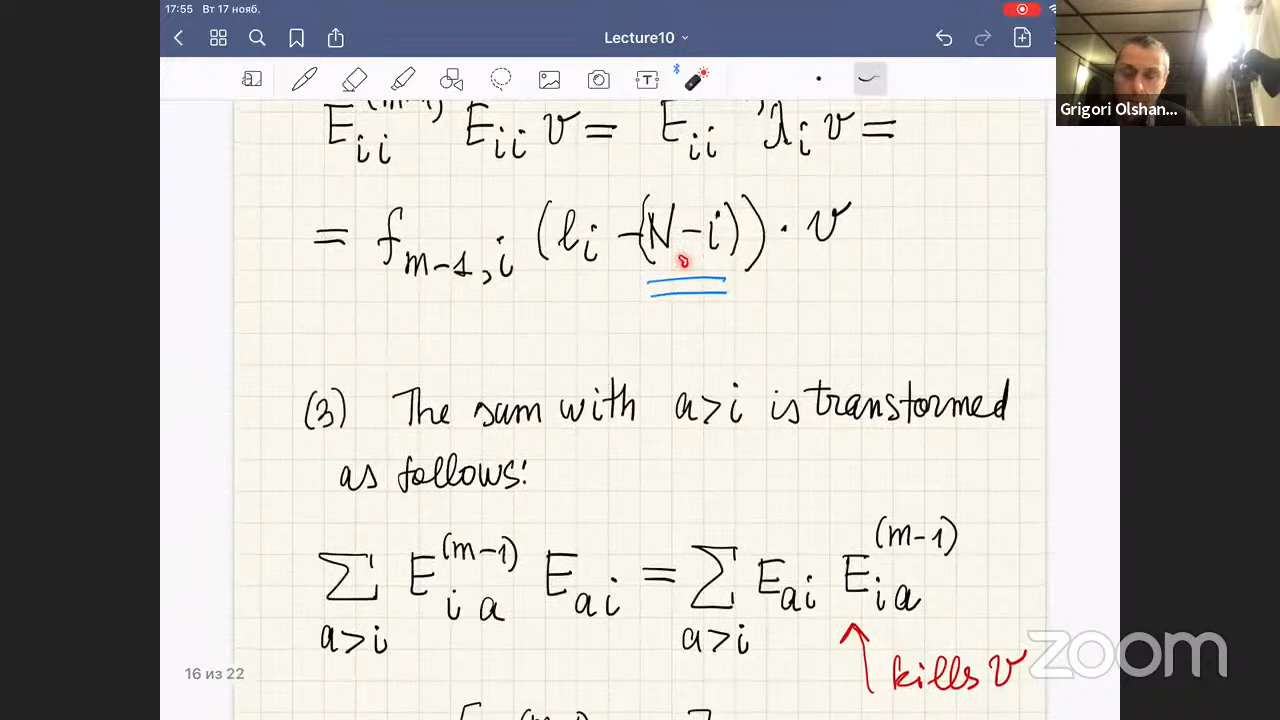 17:55 Вт 17 нояб.
Lecture10
Grigori Olshan...
E_{ii}^{(m-1)} E_{ii} v = E_{ii} λ_i v =
= f_{m-1,i} (l_i -(N-i)) · v
(3) The sum with a>i is transformed
as follows:
∑_{a>i} E_{ia}^{(m-1)} E_{ai} = ∑_{a>i} E_{ai} E_{ia}^{(m-1)}
kills v
16 из 22
zoom